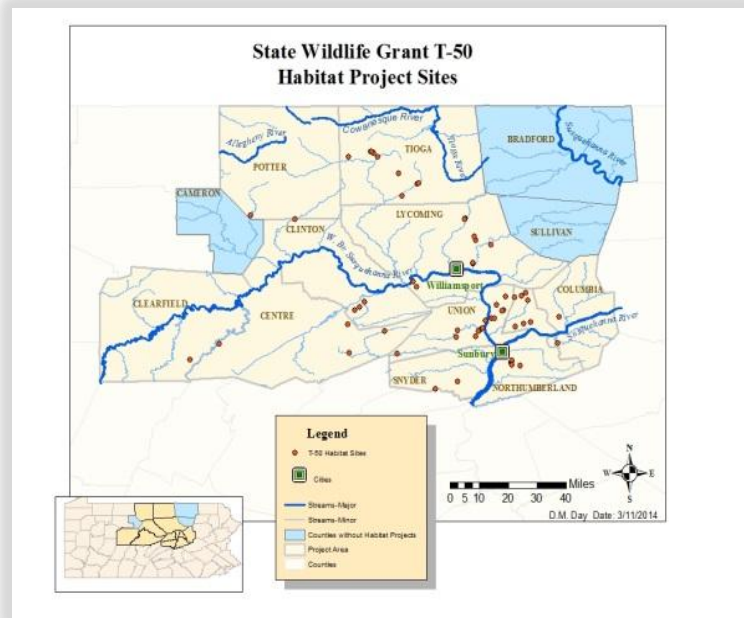 State Wildlife Grant T-50
Habitat Project Sites
Allegheny River
Cowanesque River
Tioga River
Susquehanna River
POTTER
TIOGA
BRADFORD
CAMERON
CLINTON
LYCOMING
SULLIVAN
W. Br. Susquehanna River
Williamsport
CLEARFIELD
CENTRE
UNION
COLUMBIA
Susquehanna River
Sunbury
SNYDER
NORTHUMBERLAND
Legend
T-50 Habitat Sites
Cities
Streams-Major
Streams-Minor
Counties without Habitat Projects
Project Area
Counties
N
W
E
S
Miles
0 5 10 20 30 40
D.M. Day Date: 3/11/2014